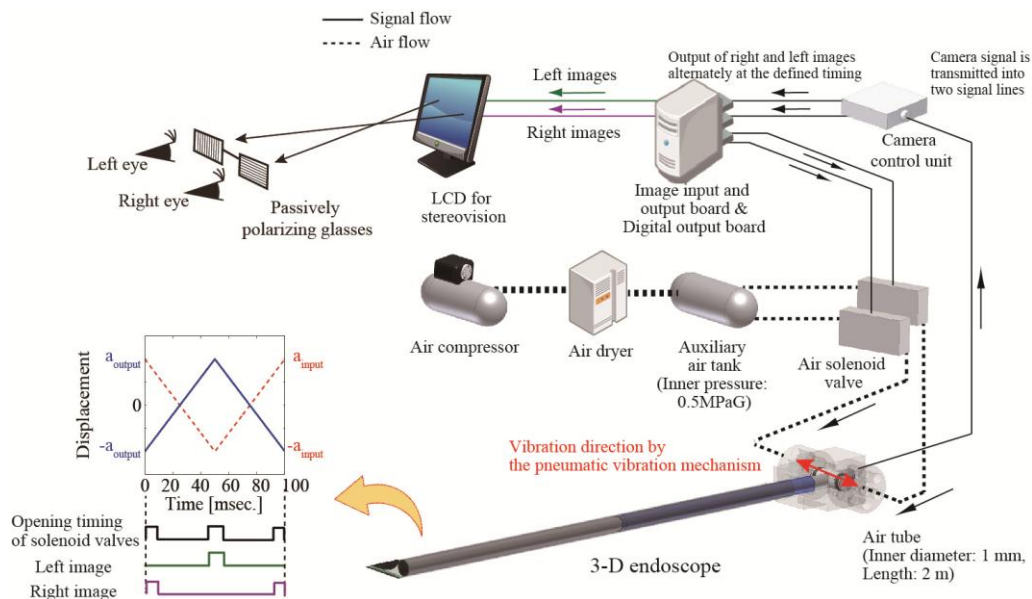 Signal flow
Air flow
Output of right and left images
alternately at the defined timing
Camera signal is
transmitted into
two signal lines
Left images
Right images
Camera
control unit
Left eye
Right eye
Passively
polarizing glasses
LCD for
stereovision
Image input and
output board &
Digital output board
Air compressor
Air dryer
Auxiliary
air tank
(Inner pressure:
0.5MPaG)
Air solenoid
valve
Vibration direction by
the pneumatic vibration mechanism
Air tube
(Inner diameter: 1 mm,
Length: 2 m)
3-D endoscope
Displacement
a output
0
-a output
a input
-a input
0 20 40 60 80 100
Time [msec.]
Opening timing
of solenoid valves
Left image
Right image